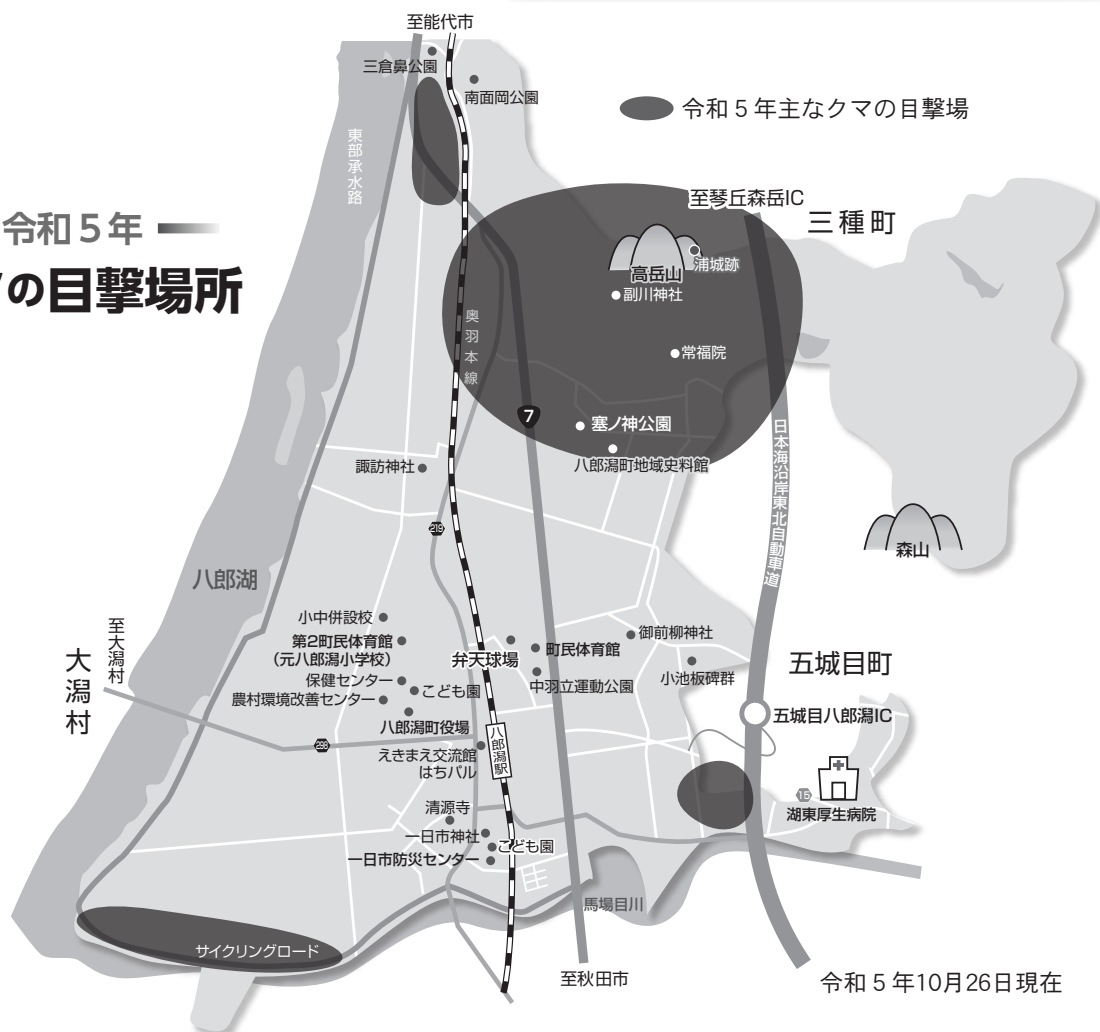 至能代市
三倉鼻公園
南面岡公園
令和5年主なクマの目撃場
東部承水路
至琴丘森岳IC
三種町
令和5年
の目撃場所
浦城跡
高岳山
副川神社
奥羽本線
常福院
7
塞ノ神公園
八郎潟町地域史料館
日本海沿岸東北自動車道
諏訪神社
219
森山
八郎湖
小中併設校
第2町民体育館
(元八郎潟小学校)
至大潟村
大潟村
弁天球場
町民体育館
御前柳神社
小池板碑群
五城目町
保健センター
こども園
農村環境改善センター
中羽立運動公園
八郎潟町役場
五城目八郎潟IC
298
えきまえ交流館
はちパル
八郎潟駅
15
湖東厚生病院
清源寺
一日市神社
こども園
一日市防災センター
馬場目川
サイクリングロード
至秋田市
令和5年10月26日現在